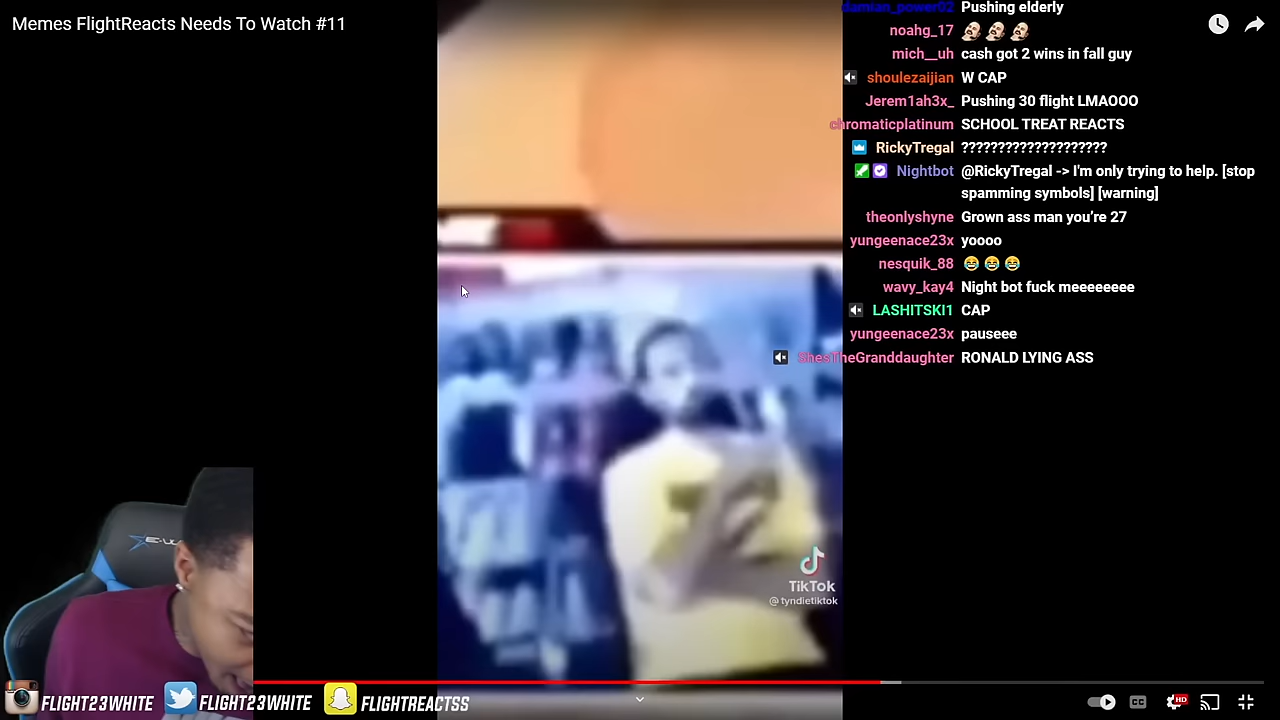 Memes FlightReacts Needs To Watch #11
damian_power02 Pushing elderly
noahg_17
mich__uh cash got 2 wins in fall guy
shoulezaijian W CAP
Jerem1ah3x_ Pushing 30 flight LMAOOO
chromaticplatinum SCHOOL TREAT REACTS
RickyTregal ????????????????????
Nightbot @RickyTregal -> I'm only trying to help. [stop
spamming symbols] [warning]
theonlyshyne Grown ass man you're 27
yungeenace23x yoooo
nesquik_88 😂 😂 😂
wavy_kay4 Night bot fuck meeeeeeee
LASHITSKI1 CAP
yungeenace23x pauseee
ShesTheGranddaughter RONALD LYING ASS
TikTok
@tyndietiktok
FLIGHT23WHITE FLIGHT23WHITE FLIGHTREACTSS
CC HD